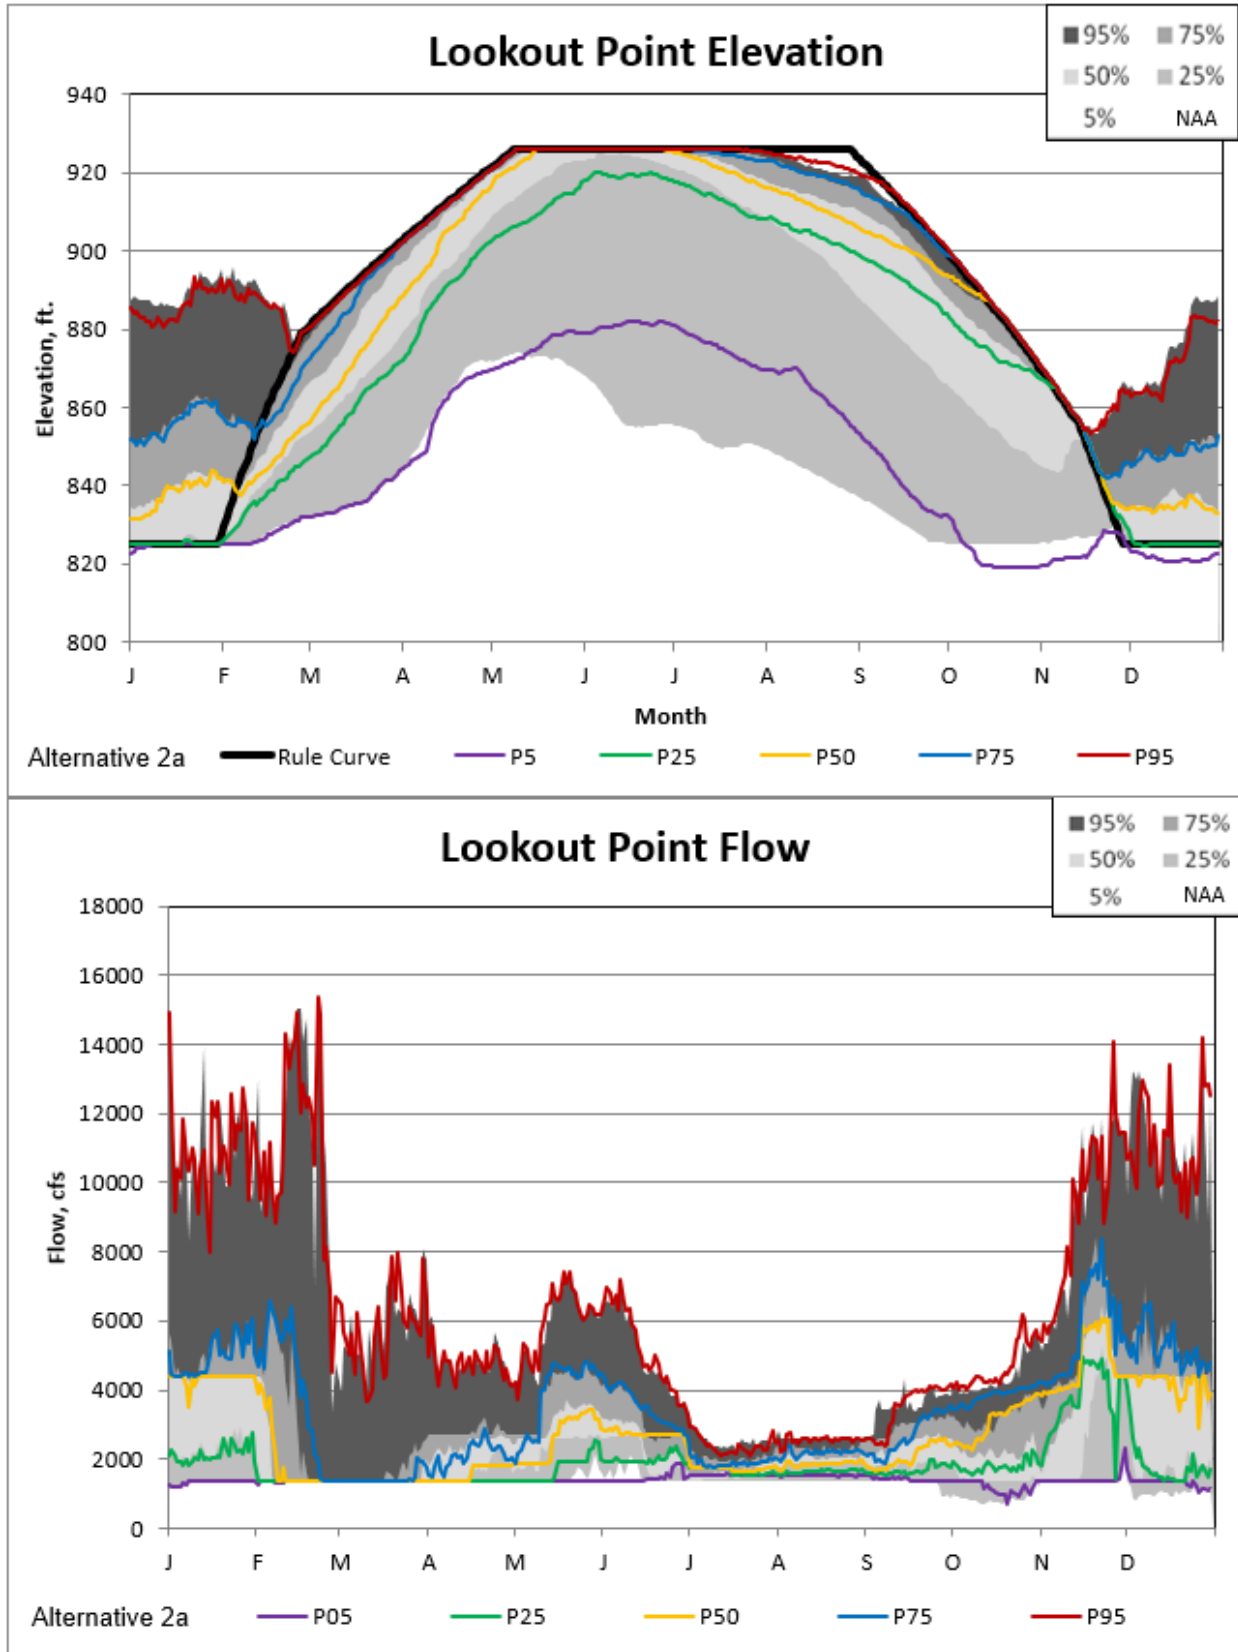 Lookout Point Elevation
95% 75%
50% 25%
5% NAA
940
920
900
880
860
840
820
800
Elevation, ft.
J F M A M J J A S O N D
Month
Alternative 2a Rule Curve P5 P25 P50 P75 P95
Lookout Point Flow
95% 75%
50% 25%
5% NAA
18000
16000
14000
12000
10000
8000
6000
4000
2000
0
Flow, cfs
J F M A M J J A S O N D
Alternative 2a P05 P25 P50 P75 P95